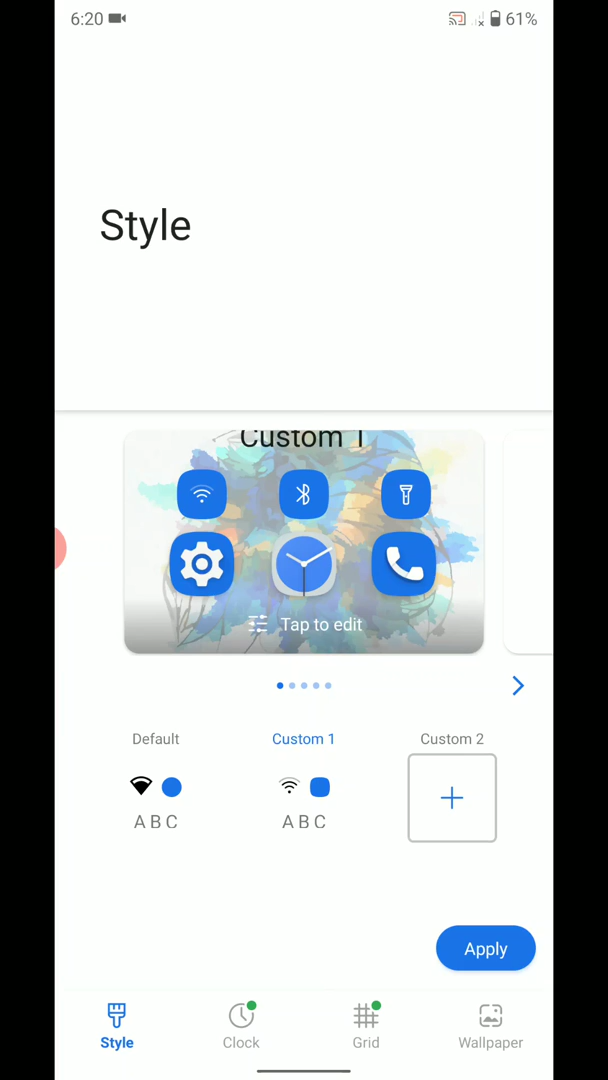 6:20 61%
Style
Custom 1
Tap to edit
Default Custom 1 Custom 2
A B C A B C
Apply
Style Clock Grid Wallpaper